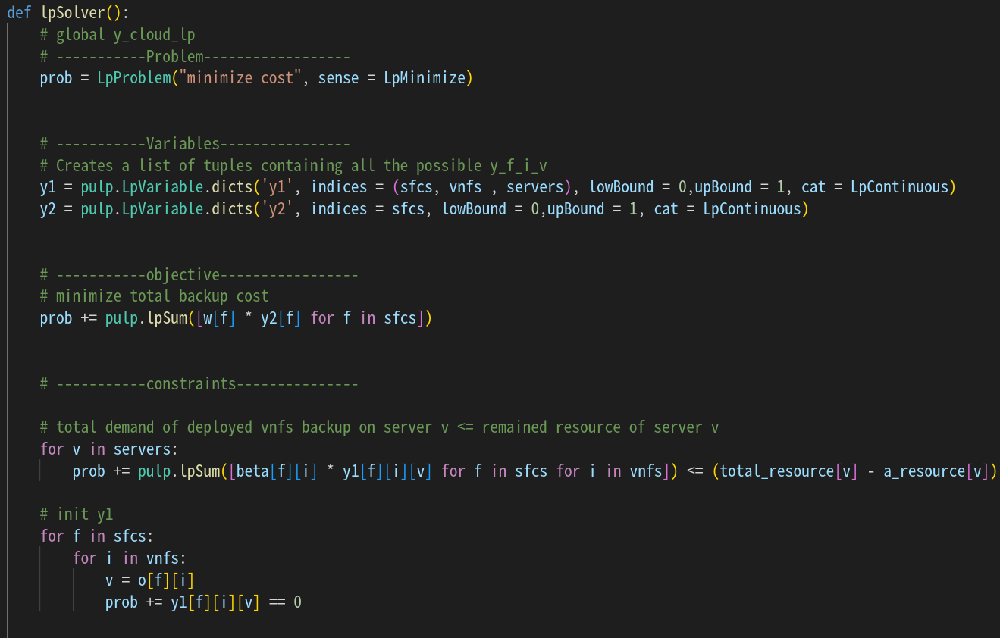 def lpSolver():
    # global y_cloud_lp
    # -----------Problem------------------
    prob = LpProblem("minimize cost", sense = LpMinimize)
    # -----------Variables----------------
    # Creates a list of tuples containing all the possible y_f_i_v
    y1 = pulp.LpVariable.dicts('y1', indices = (sfcs, vnfs , servers), lowBound = 0,upBound = 1, cat = LpContinuous)
    y2 = pulp.LpVariable.dicts('y2', indices = sfcs, lowBound = 0,upBound = 1, cat = LpContinuous)
    # -----------objective-----------------
    # minimize total backup cost
    prob += pulp.lpSum([w[f] * y2[f] for f in sfcs])
    # -----------constraints---------------
    # total demand of deployed vnfs backup on server v <= remained resource of server v
    for v in servers:
        prob += pulp.lpSum([beta[f][i] * y1[f][i][v] for f in sfcs for i in vnfs]) <= (total_resource[v] - a_resource[v])
    # init y1
    for f in sfcs:
        for i in vnfs:
            v = o[f][i]
            prob += y1[f][i][v] == 0